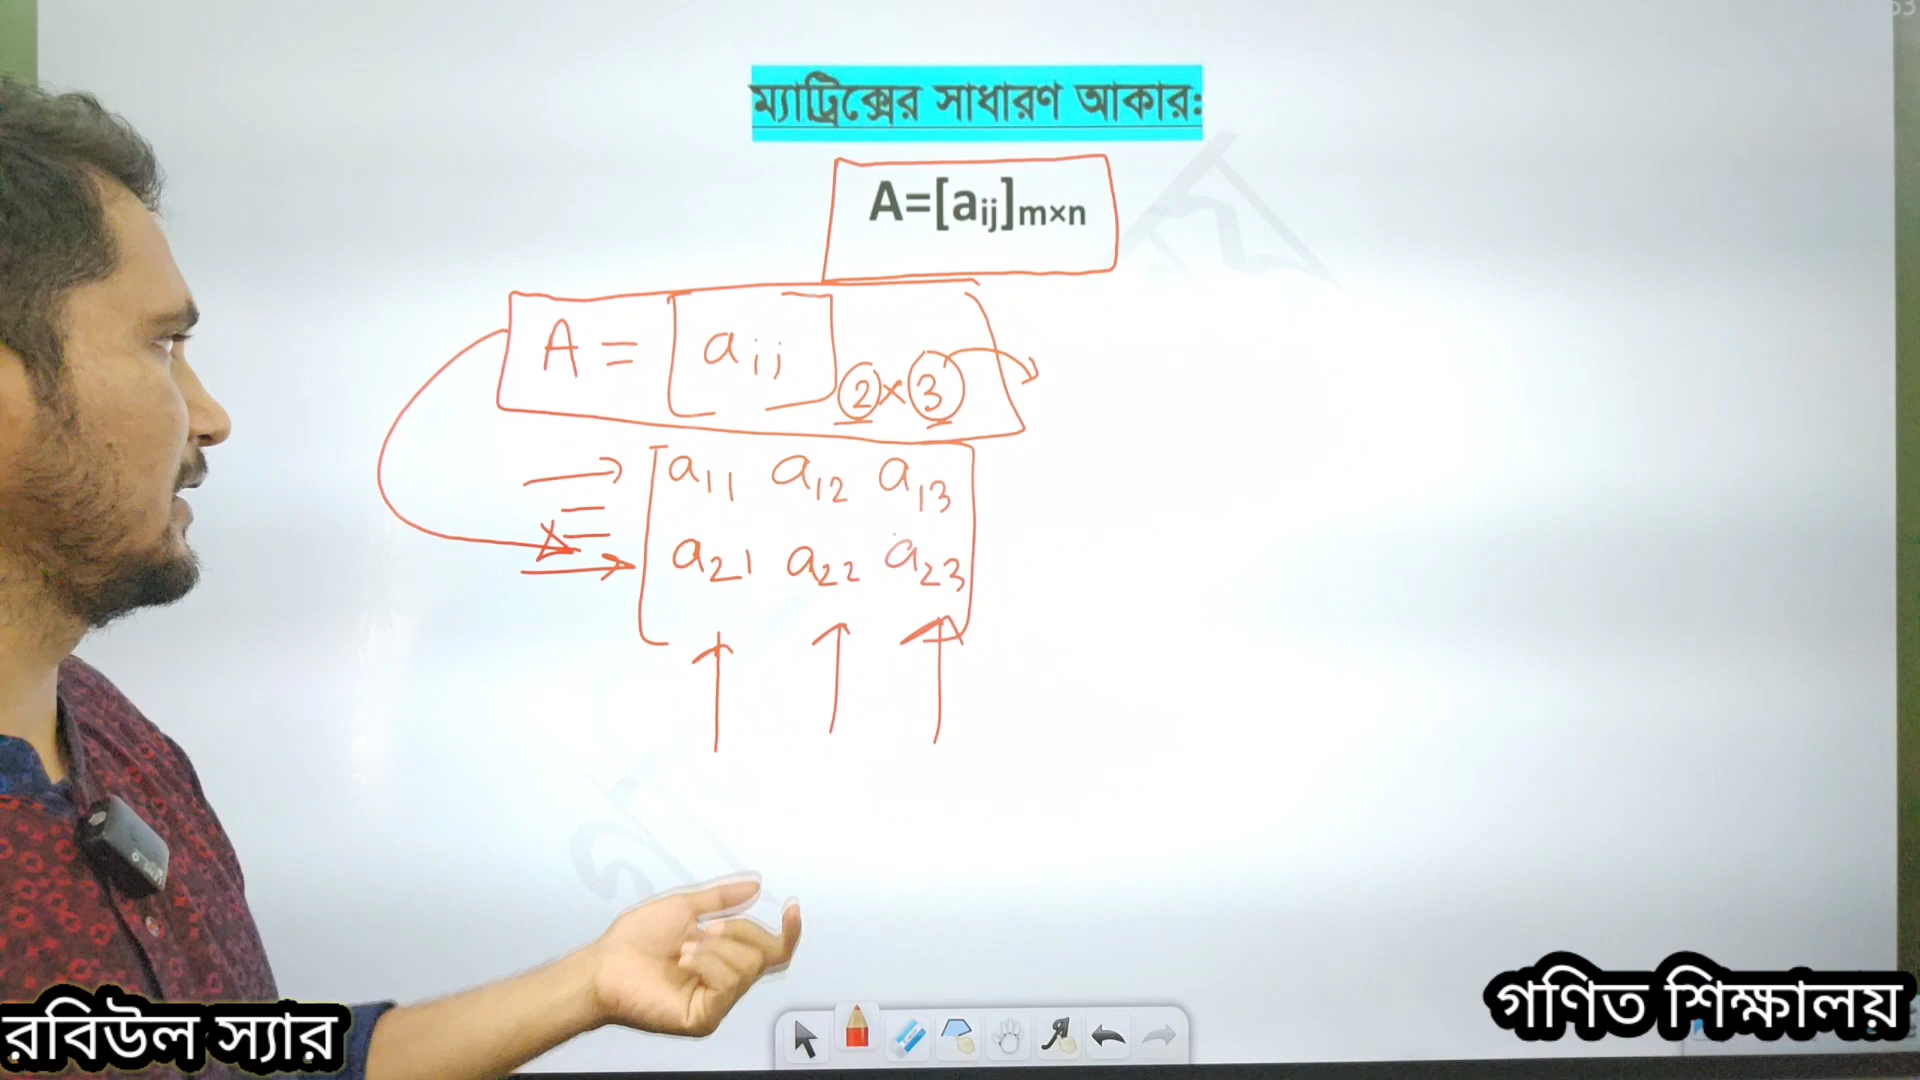 ম্যাট্রিক্সের সাধারণ আকার:
A=[aij]m×n
A = [aij]2×3
a11 a12 a13
a21 a22 a23
রবিউল স্যার
গণিত শিক্ষালয়